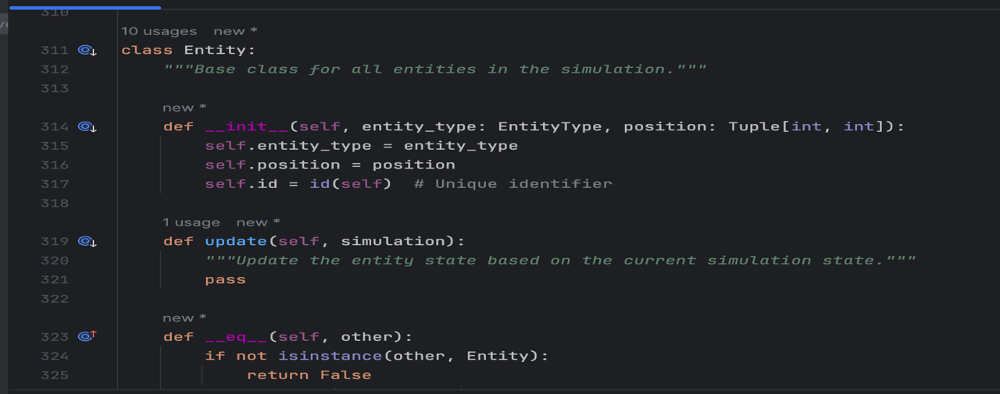 310
10 usages new *
311 class Entity:
312 """Base class for all entities in the simulation."""
313
new *
314 def __init__(self, entity_type: EntityType, position: Tuple[int, int]):
315 self.entity_type = entity_type
316 self.position = position
317 self.id = id(self) # Unique identifier
318
1 usage new *
319 def update(self, simulation):
320 """Update the entity state based on the current simulation state."""
321 pass
322
new *
323 def __eq__(self, other):
324 if not isinstance(other, Entity):
325 return False